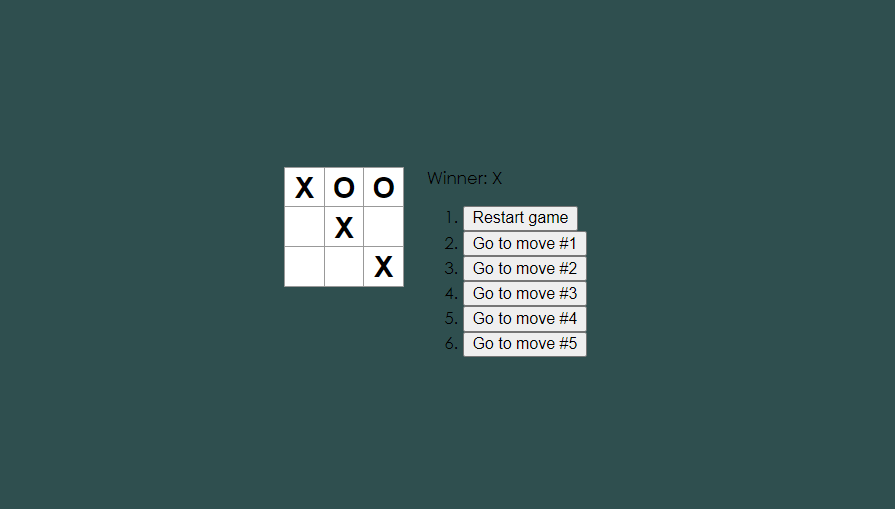 X O O
X
X
Winner: X
1. Restart game
2. Go to move #1
3. Go to move #2
4. Go to move #3
5. Go to move #4
6. Go to move #5